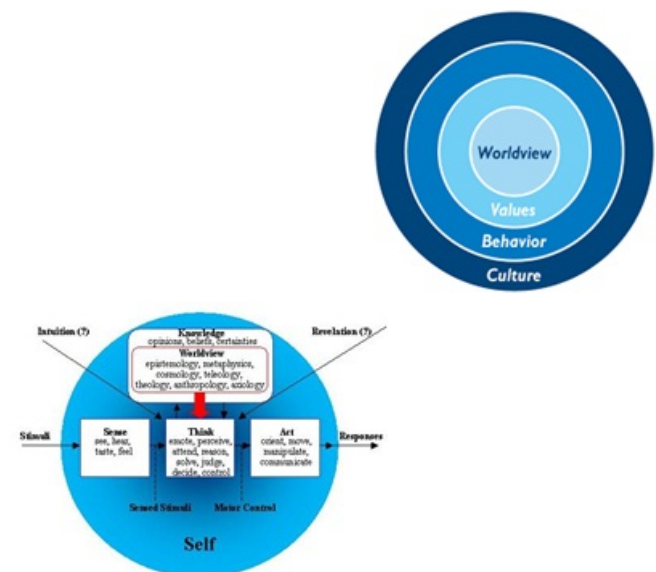 Worldview
Values
Behavior
Culture
Intuition (?)
Revelation (?)
Knowledge
opinions, beliefs, certainties
Worldview
epistemology, metaphysics,
cosmology, teleology,
theology, anthropology, axiology
Stimuli
Sense
see, hear,
taste, feel
Think
emote, perceive,
attend, reason,
solve, judge,
decide, control
Act
orient, move,
manipulate,
communicate
Responses
Sensed Stimuli
Motor Control
Self